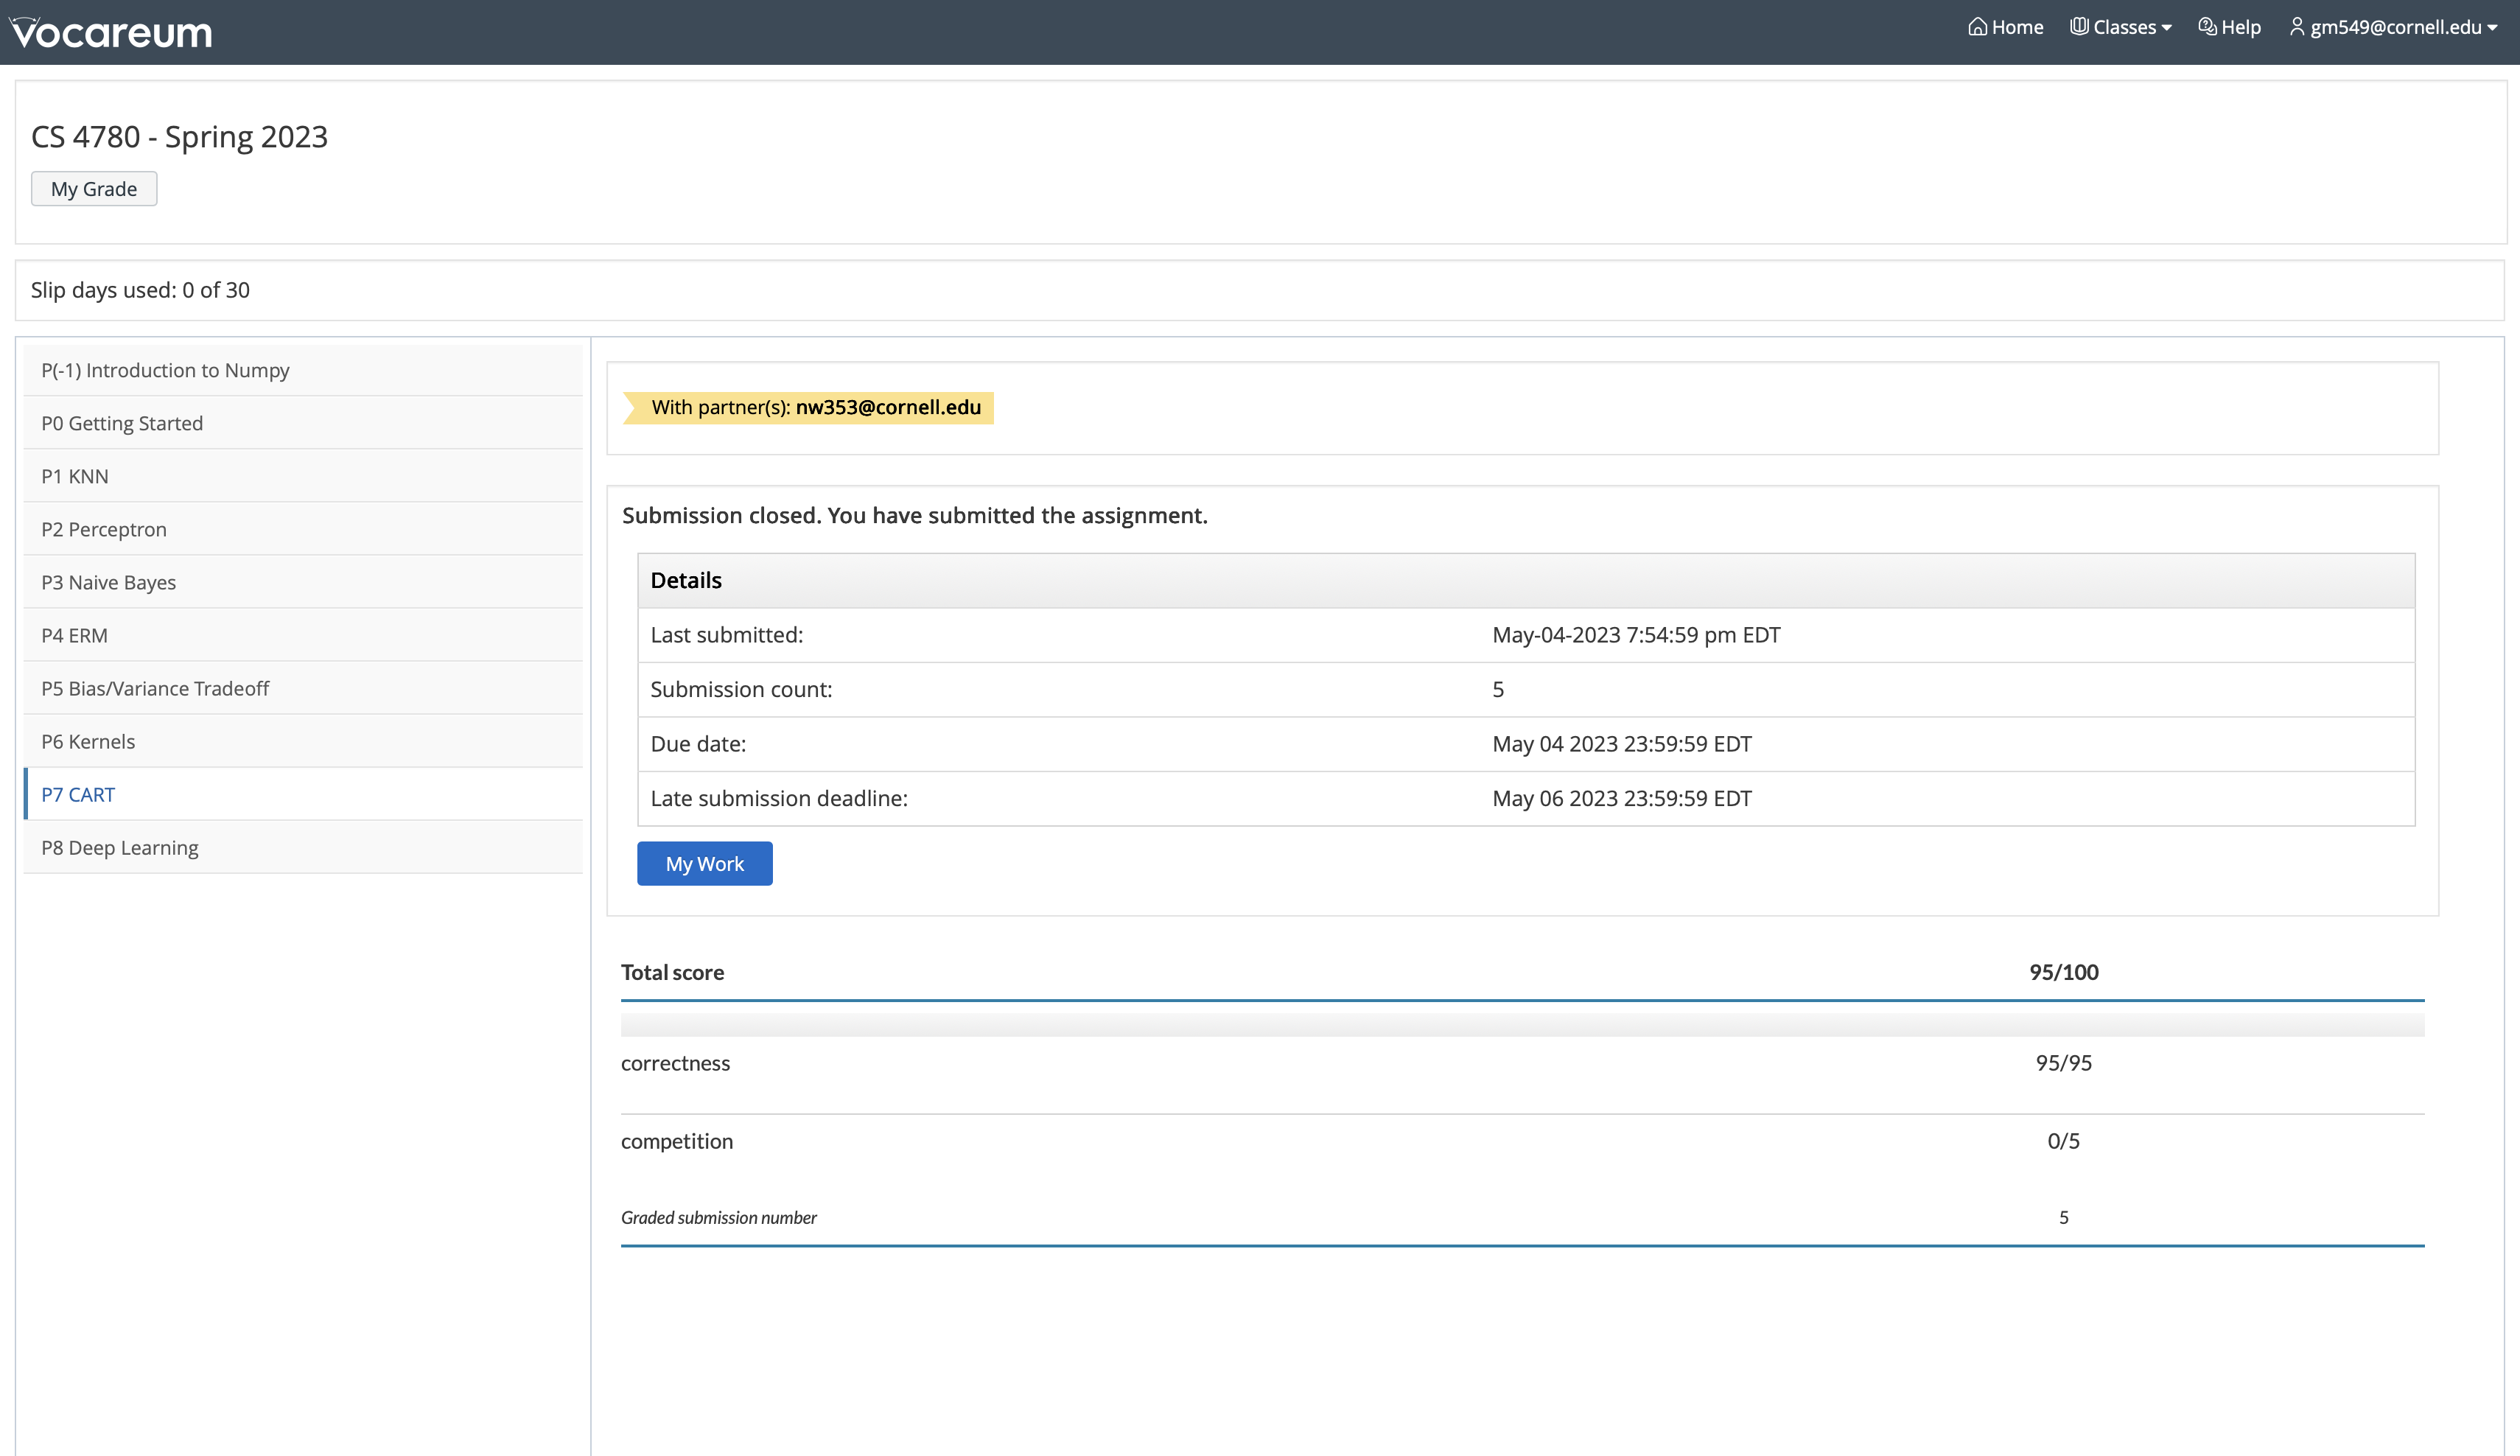 Vocareum
Home Classes Help gm549@cornell.edu
CS 4780 - Spring 2023
My Grade
Slip days used: 0 of 30
P(-1) Introduction to Numpy
P0 Getting Started
P1 KNN
P2 Perceptron
P3 Naive Bayes
P4 ERM
P5 Bias/Variance Tradeoff
P6 Kernels
P7 CART
P8 Deep Learning
With partner(s): nw353@cornell.edu
Submission closed. You have submitted the assignment.
Details
Last submitted: May-04-2023 7:54:59 pm EDT
Submission count: 5
Due date: May 04 2023 23:59:59 EDT
Late submission deadline: May 06 2023 23:59:59 EDT
My Work
Total score 95/100
correctness 95/95
competition 0/5
Graded submission number 5